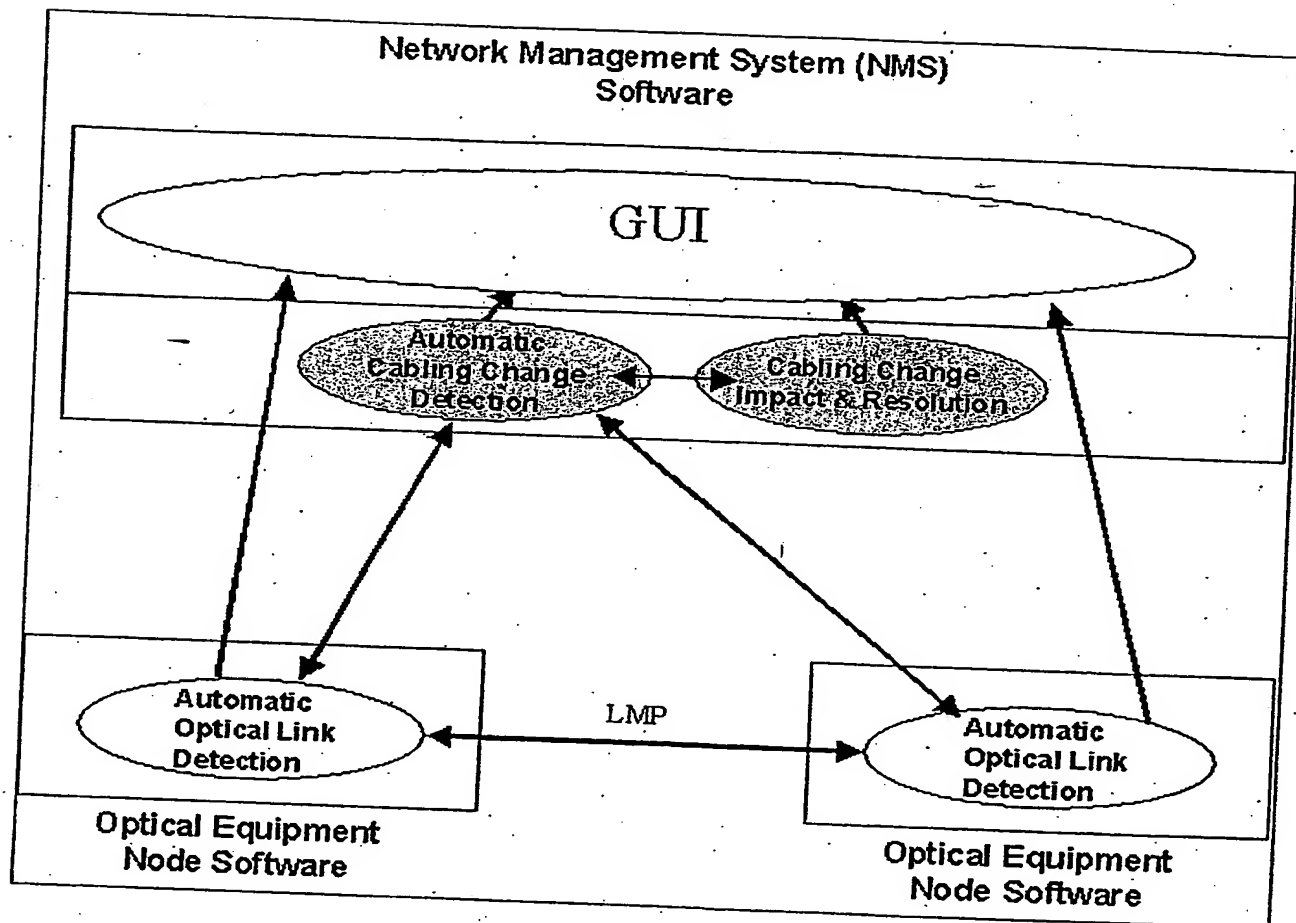 Network Management System (NMS)
Software
GUI
Automatic
Cabling Change
Detection
Cabling Change
Impact & Resolution
Automatic
Optical Link
Detection
LMP
Automatic
Optical Link
Detection
Optical Equipment
Node Software
Optical Equipment
Node Software